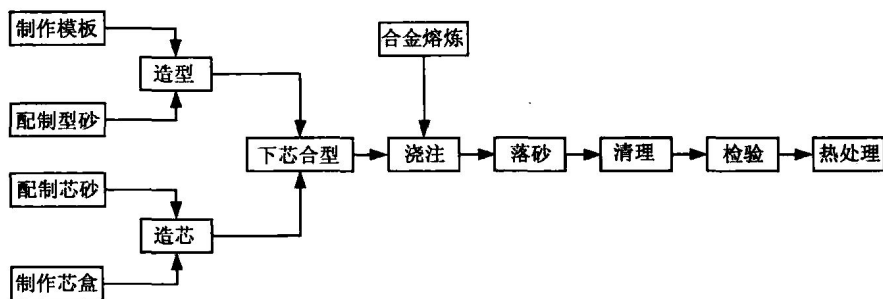 制作模板
造型
配制型砂
配制芯砂
造芯
制作芯盒
下芯合型
合金熔炼
浇注
落砂
清理
检验
热处理